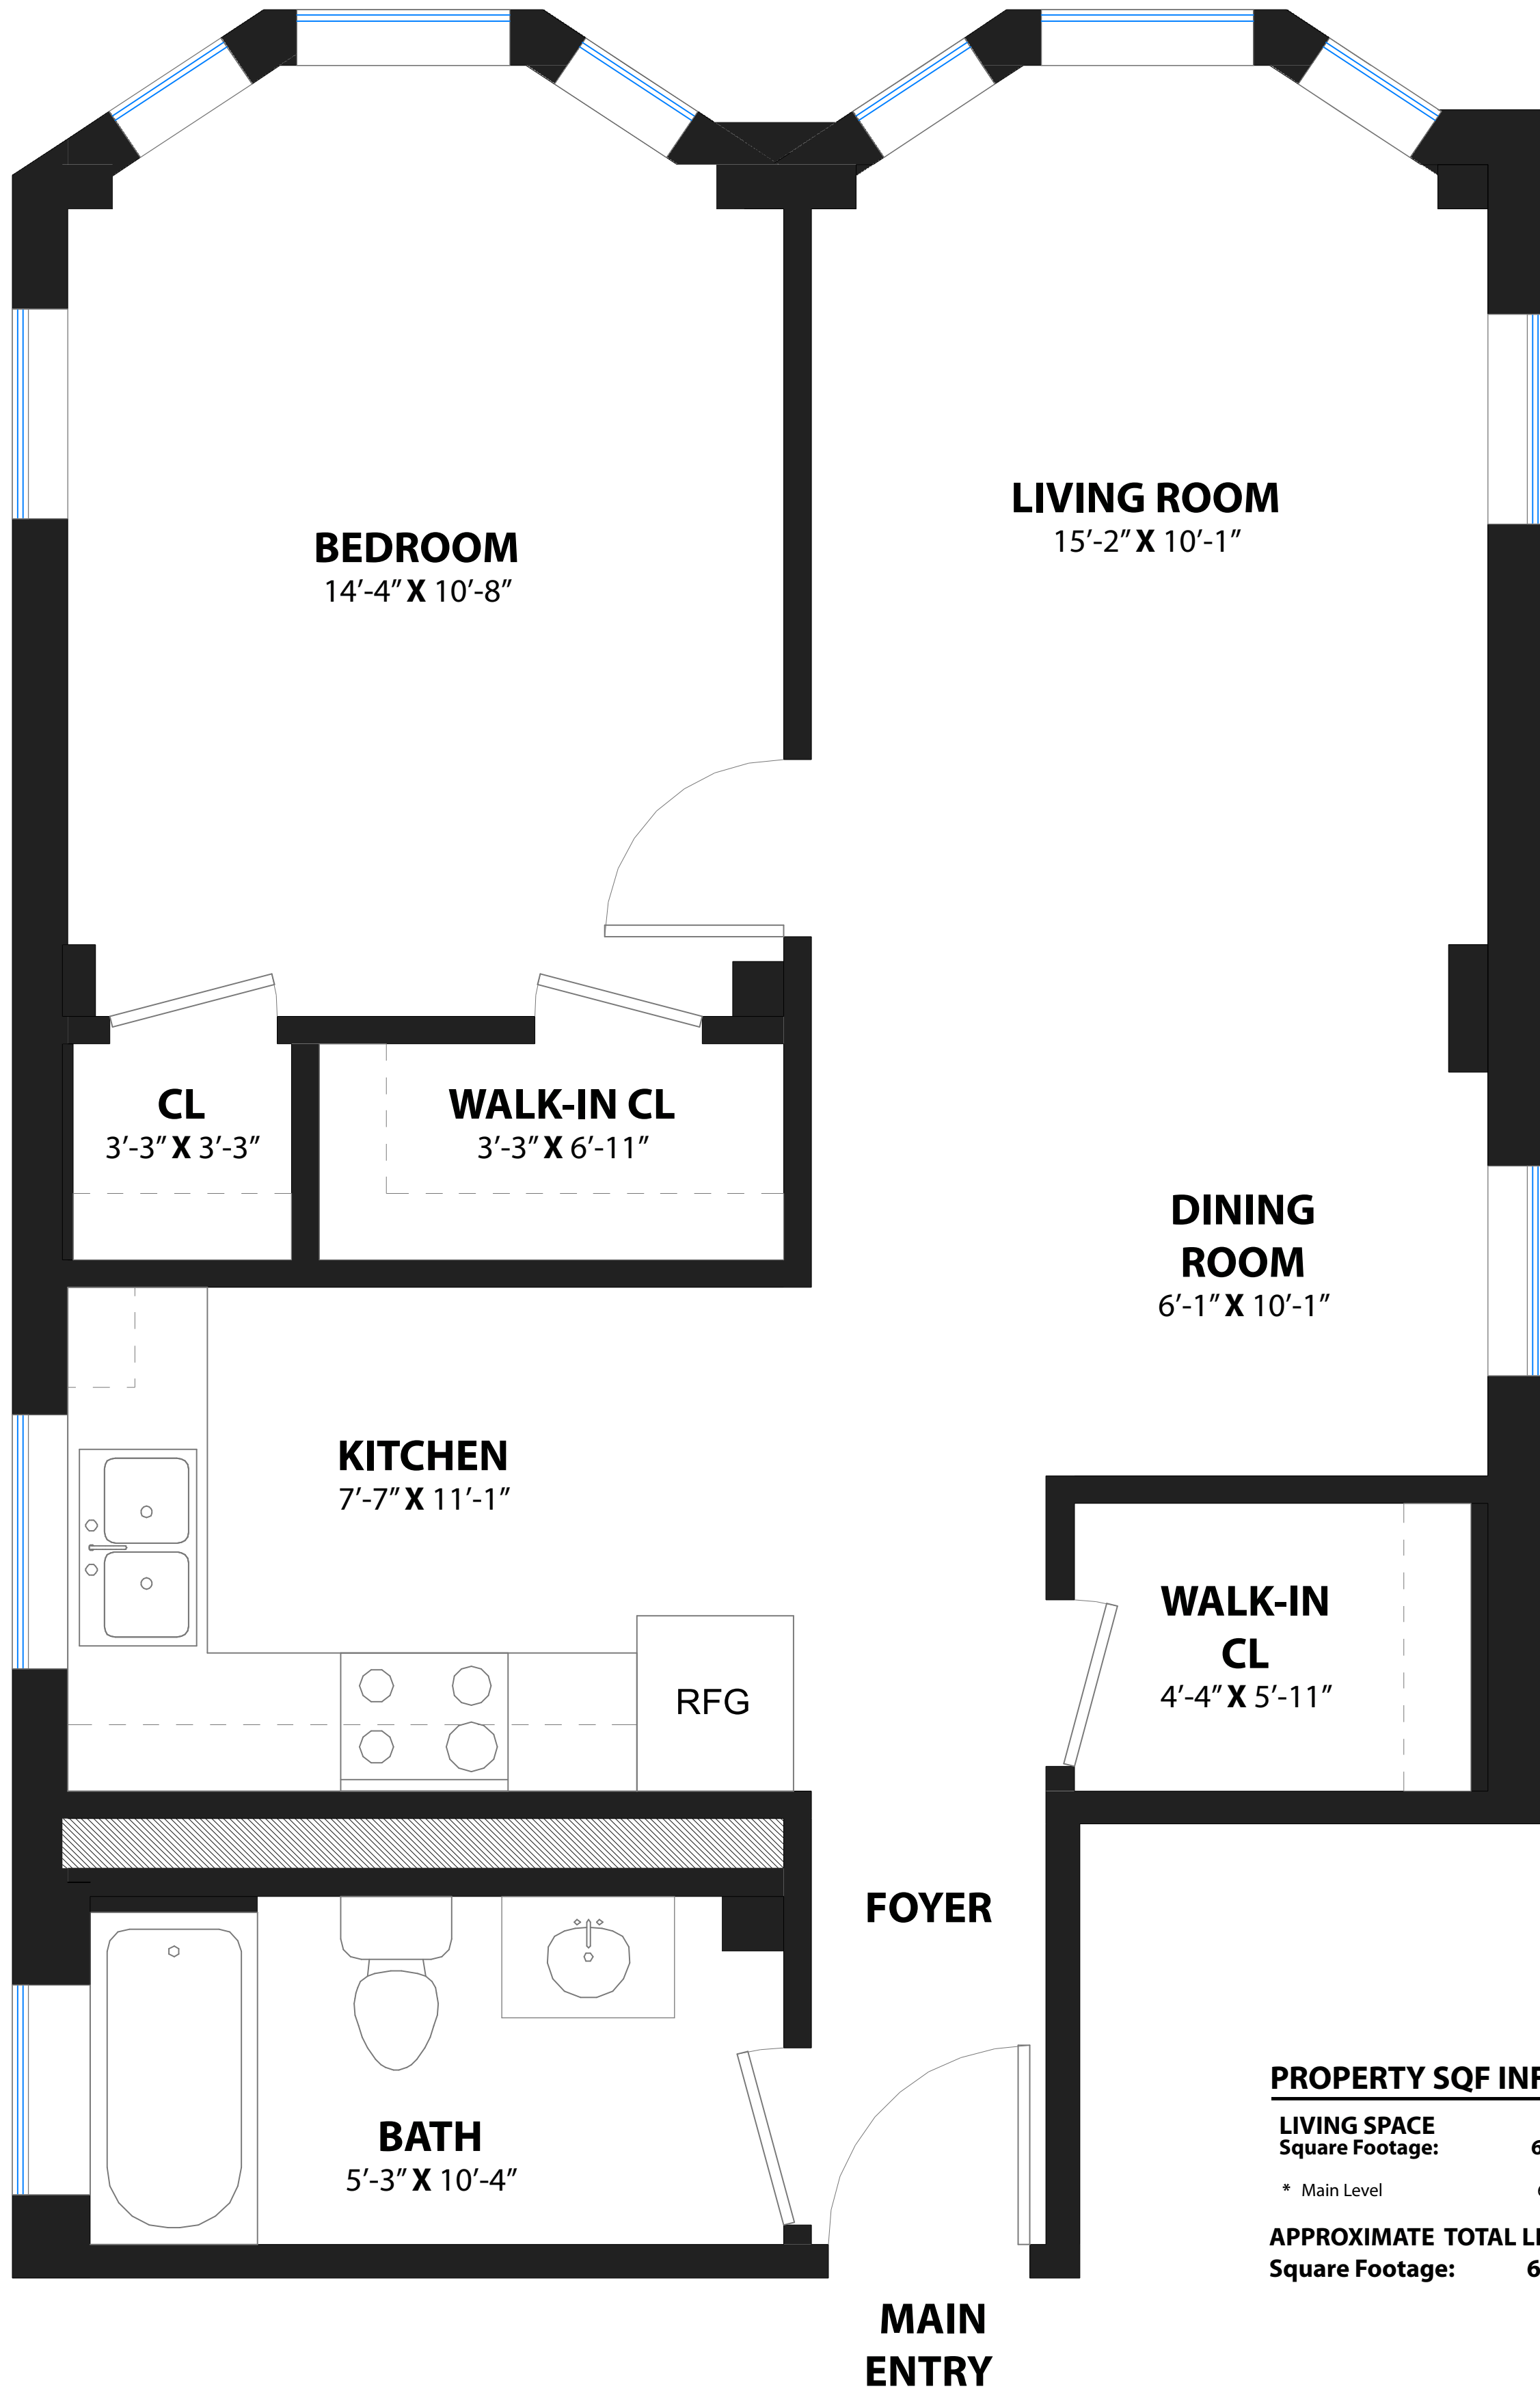 LIVING ROOM
15′-2″ X 10′-1″
BEDROOM
14′-4″ X 10′-8″
CL
3′-3″ X 3′-3″
WALK-IN CL
3′-3″ X 6′-11″
DINING
ROOM
6′-1″ X 10′-1″
KITCHEN
7′-7″ X 11′-1″
WALK-IN
CL
4′-4″ X 5′-11″
RFG
FOYER
BATH
5′-3″ X 10′-4″
PROPERTY SQF
LIVING SPACE
Square Footage:
* Main Level
APPROXIMATE TOTAL
Square Footage:
MAIN
ENTRY